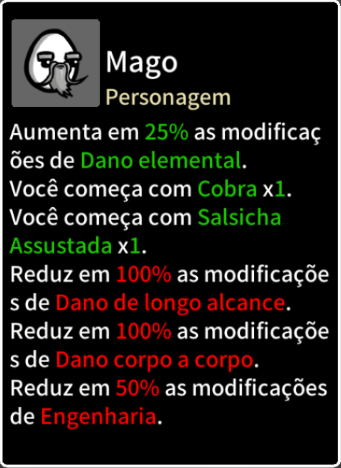 Mago
Personagem
Aumenta em 25% as modificaç
ões de Dano elemental.
Você começa com Cobra x1.
Você começa com Salsicha
Assustada x1.
Reduz em 100% as modificaçõe
s de Dano de longo alcance.
Reduz em 100% as modificaçõe
s de Dano corpo a corpo.
Reduz em 50% as modificações
de Engenharia.